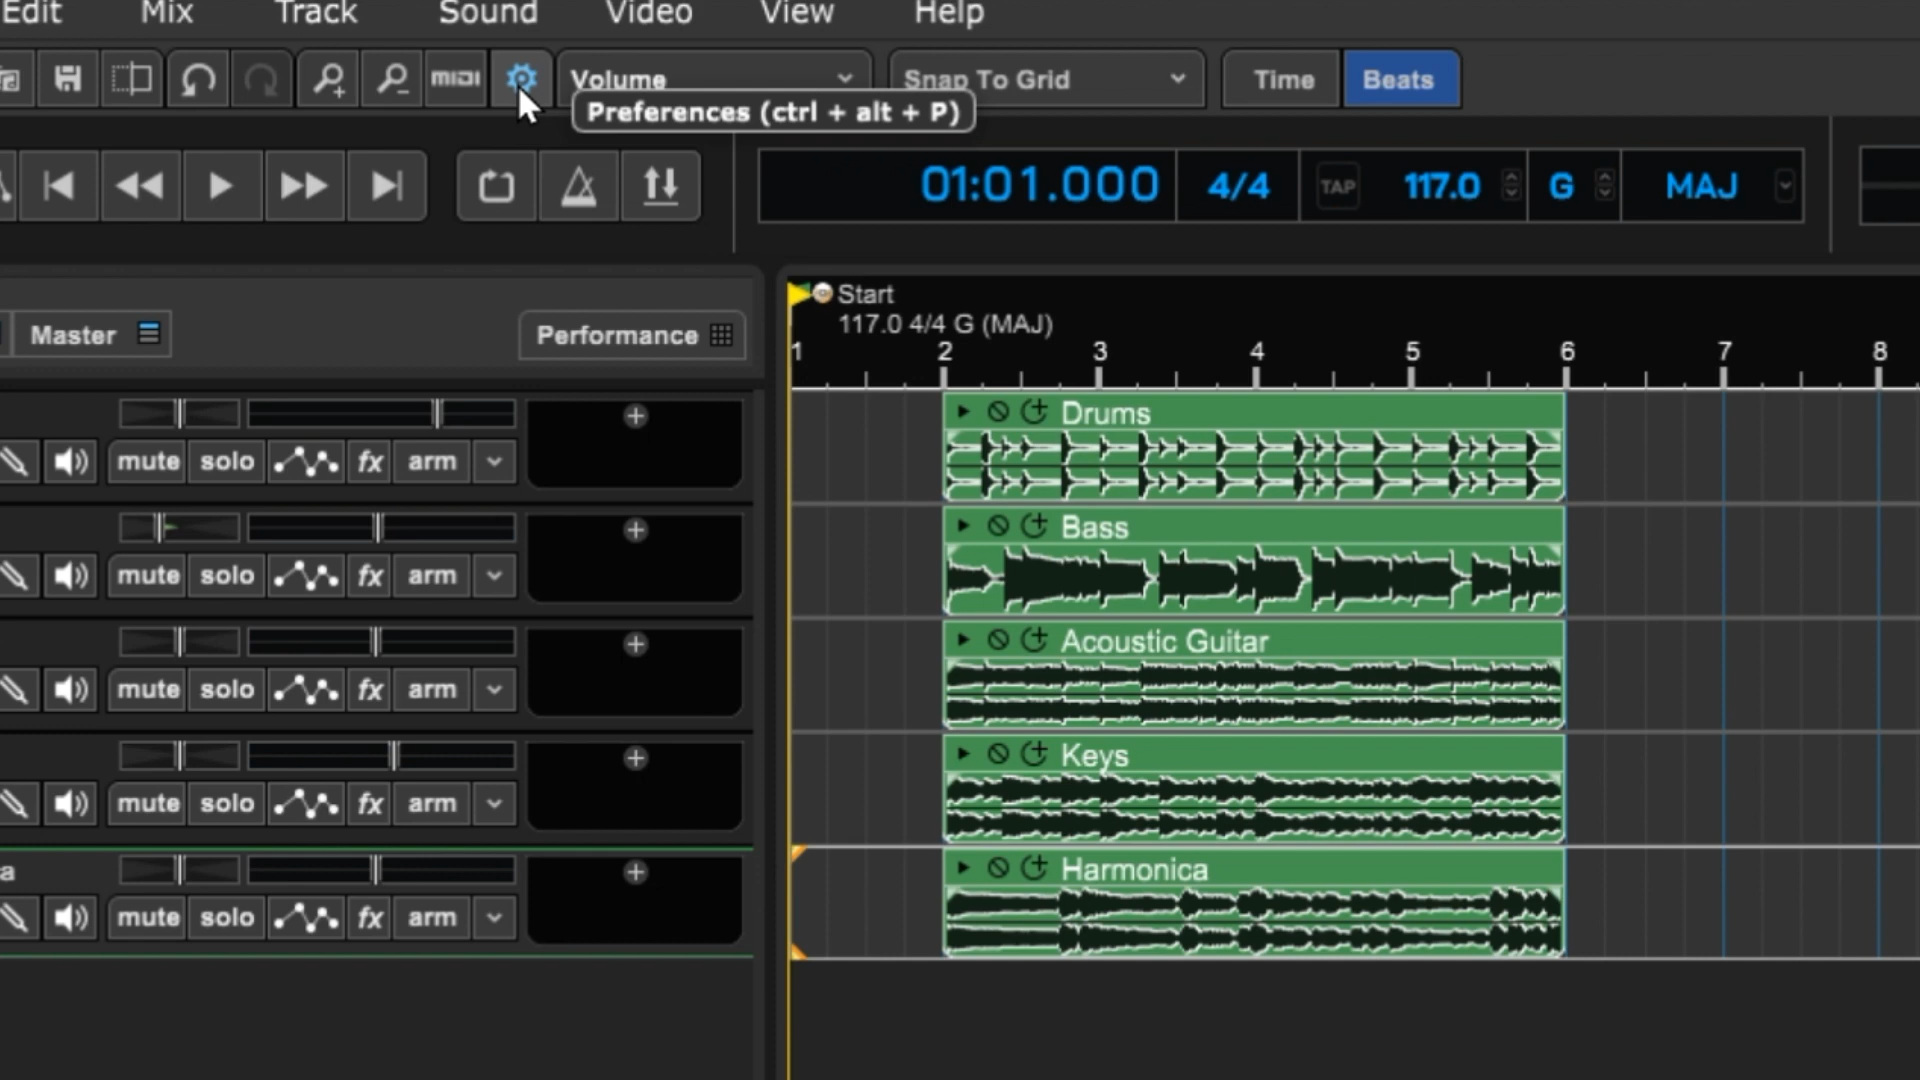 Edit Mix Track Sound Video View Help
MIDI Volume Snap To Grid Time Beats
Preferences (ctrl + alt + P)
01:01.000 4/4 TAP 117.0 G MAJ
Master Performance
Start
117.0 4/4 G (MAJ)
1 2 3 4 5 6 7 8
Drums
mute solo fx arm
Bass
mute solo fx arm
Acoustic Guitar
mute solo fx arm
Keys
mute solo fx arm
a Harmonica
mute solo fx arm